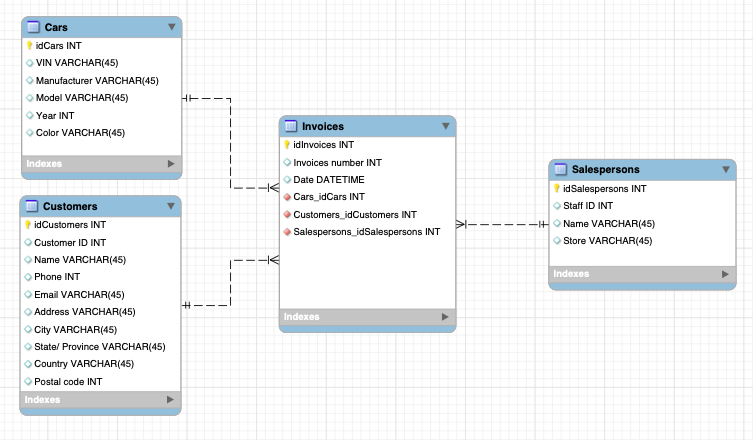 Cars
idCars INT
VIN VARCHAR(45)
Manufacturer VARCHAR(45)
Model VARCHAR(45)
Year INT
Color VARCHAR(45)
Indexes
Customers
idCustomers INT
Customer ID INT
Name VARCHAR(45)
Phone INT
Email VARCHAR(45)
Address VARCHAR(45)
City VARCHAR(45)
State/ Province VARCHAR(45)
Country VARCHAR(45)
Postal code INT
Indexes
Invoices
idInvoices INT
Invoices number INT
Date DATETIME
Cars_idCars INT
Customers_idCustomers INT
Salespersons_idSalespersons INT
Indexes
Salespersons
idSalespersons INT
Staff ID INT
Name VARCHAR(45)
Store VARCHAR(45)
Indexes